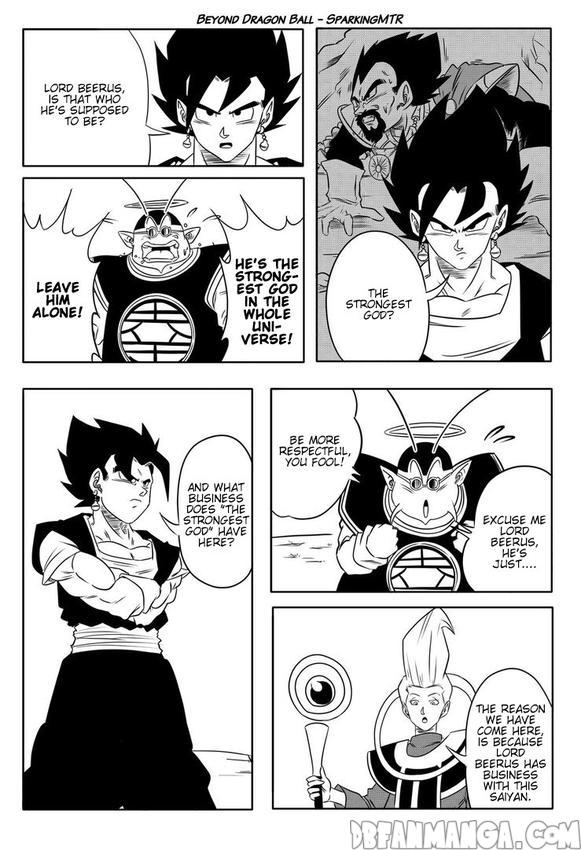 BEYOND DRAGON BALL - SPARKINGMTR
LORD BEERUS,
IS THAT WHO
HE'S SUPPOSED
TO BE?
THE
STRONGEST
GOD?
HE'S THE
STRONG-
EST GOD
IN THE
WHOLE
UNI-
VERSE!
LEAVE
HIM
ALONE!
AND WHAT
BUSINESS
DOES "THE
STRONGEST
GOD" HAVE
HERE?
BE MORE
RESPECTFUL,
YOU FOOL!
EXCUSE ME
LORD
BEERUS,
HE'S
JUST....
THE REASON
WE HAVE
COME HERE,
IS BECAUSE
LORD
BEERUS HAS
BUSINESS
WITH THIS
SAIYAN.
DBFANMANGA.COM